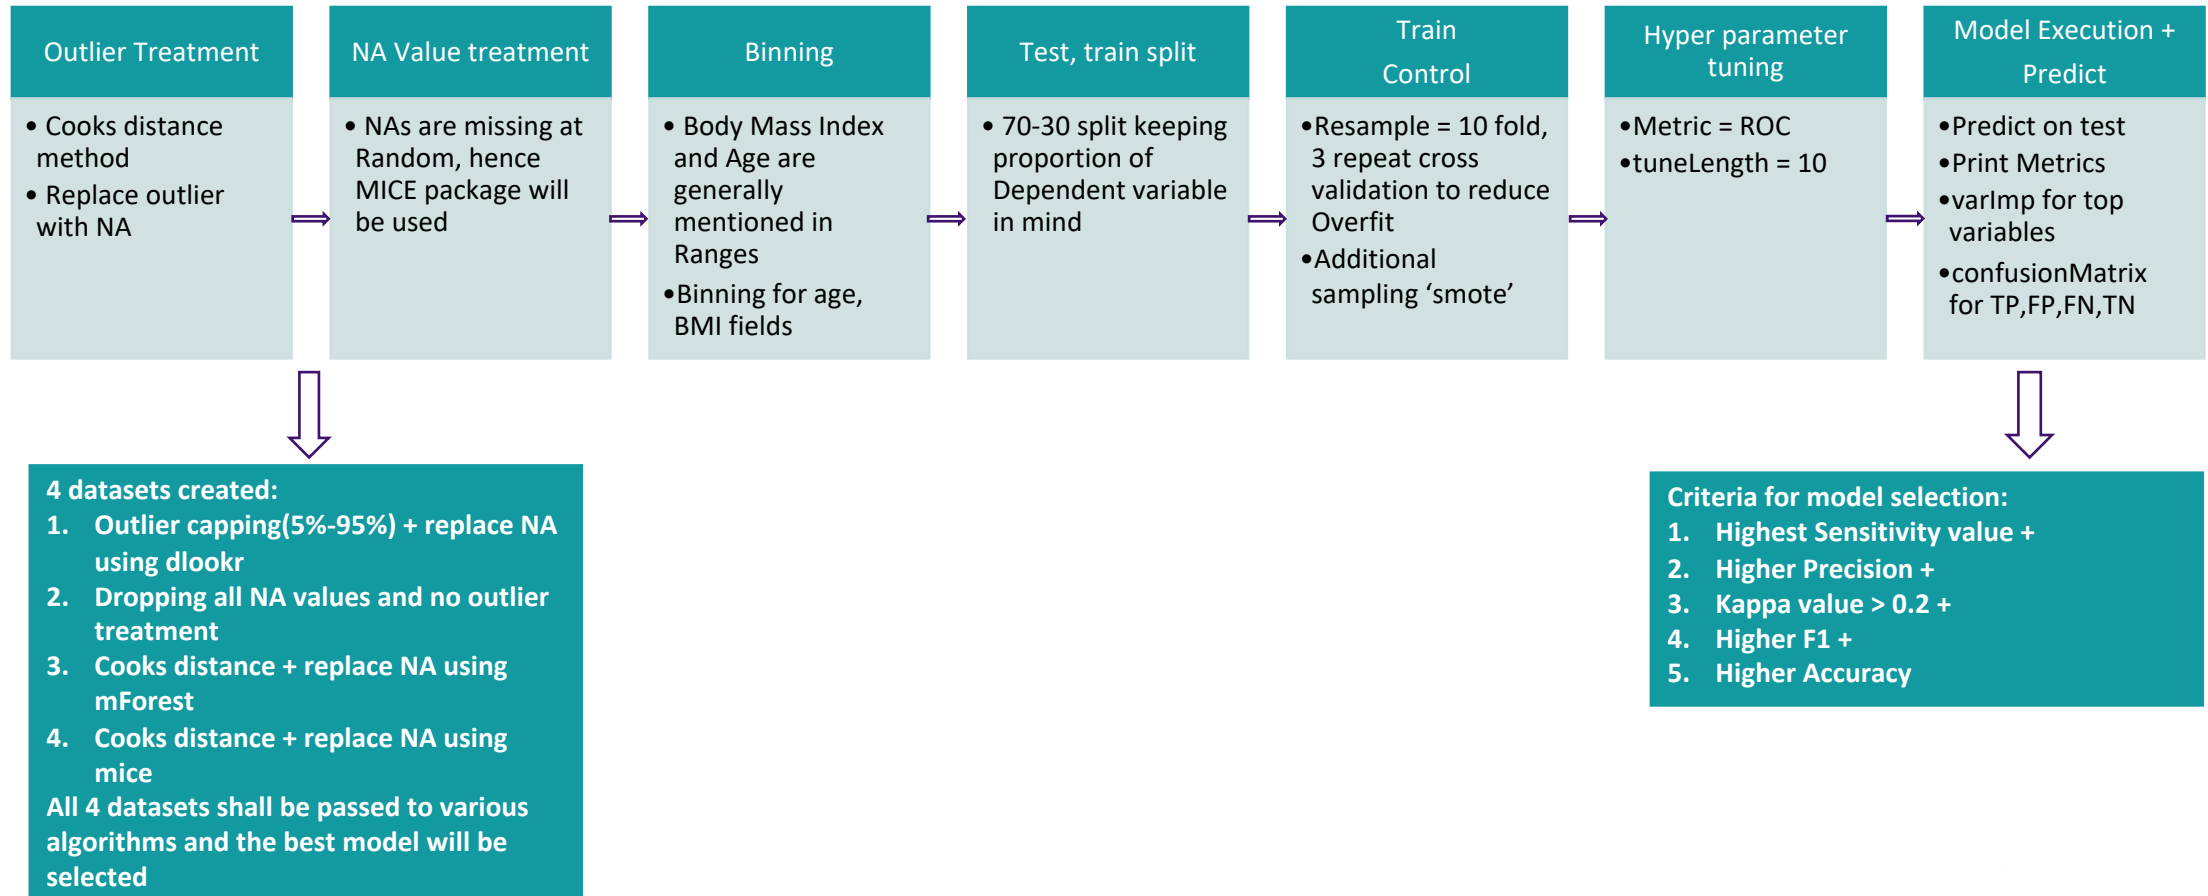 Outlier Treatment
• Cooks distance
method
• Replace outlier
with NA
NA Value treatment
• NAs are missing at
Random, hence
MICE package will
be used
Binning
• Body Mass Index
and Age are
generally
mentioned in
Ranges
•Binning for age,
BMI fields
Test, train split
• 70-30 split keeping
proportion of
Dependent variable
in mind
Train
Control
•Resample = 10 fold,
3 repeat cross
validation to reduce
Overfit
•Additional
sampling ‘smote’
Hyper parameter
tuning
•Metric = ROC
•tuneLength = 10
Model Execution +
Predict
•Predict on test
•Print Metrics
•varImp for top
variables
•confusionMatrix
for TP,FP,FN,TN
4 datasets created:
1. Outlier capping(5%-95%) + replace NA
using dlookr
2. Dropping all NA values and no outlier
treatment
3. Cooks distance + replace NA using
mForest
4. Cooks distance + replace NA using
mice
All 4 datasets shall be passed to various
algorithms and the best model will be
selected
Criteria for model selection:
1. Highest Sensitivity value +
2. Higher Precision +
3. Kappa value > 0.2 +
4. Higher F1 +
5. Higher Accuracy